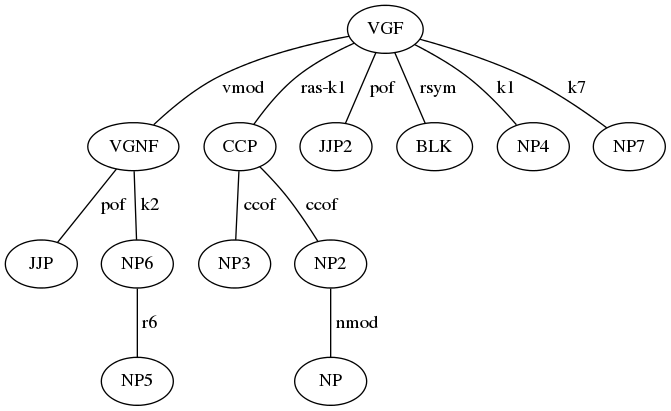 VGF
vmod ras-k1 pof rsym k1 k7
VGNF CCP JJP2 BLK NP4 NP7
pof k2 ccof ccof
JJP NP6 NP3 NP2
r6 nmod
NP5 NP